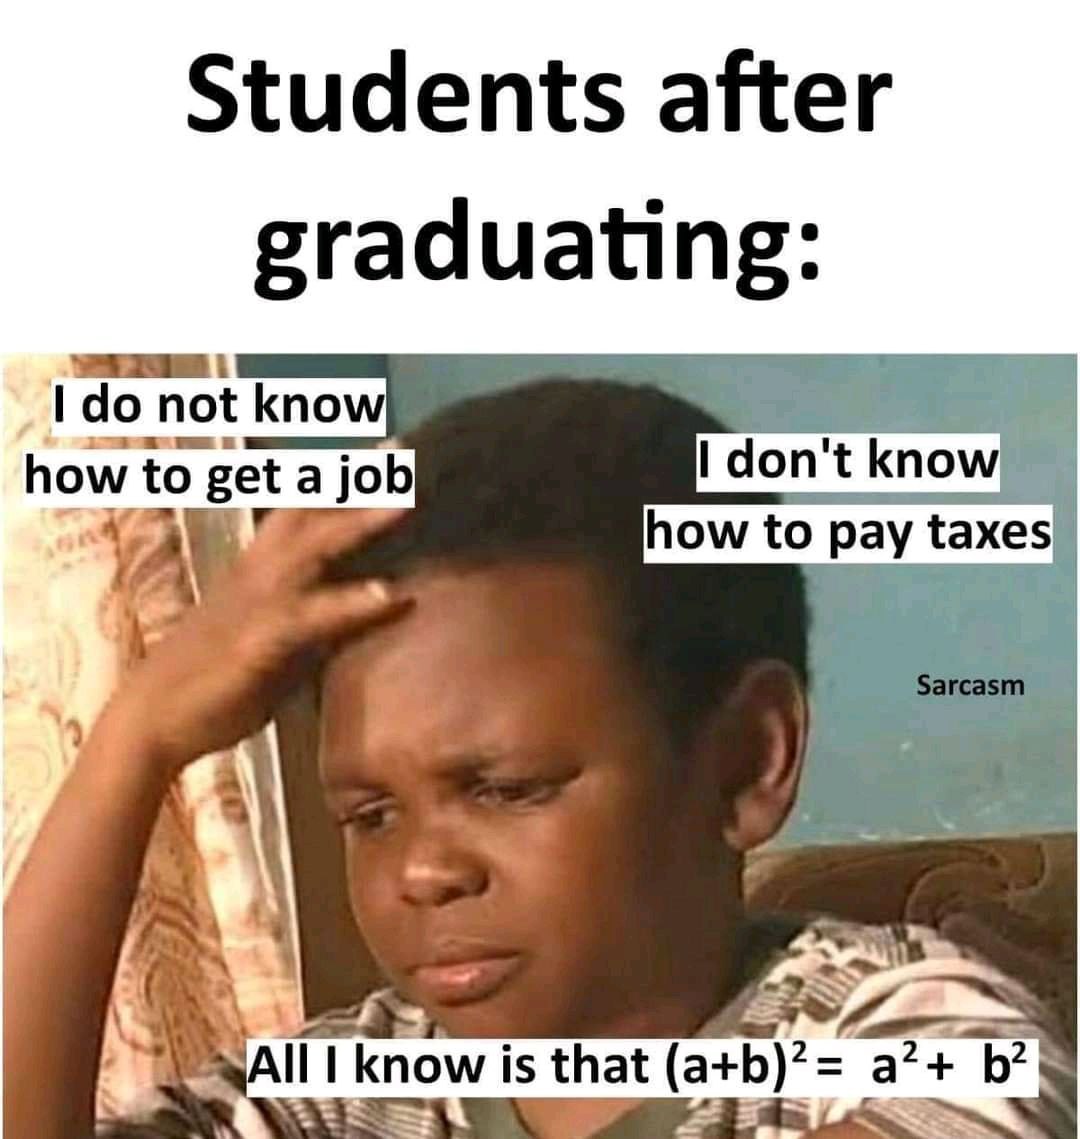 Students after
graduating:
I do not know
how to get a job
I don't know
how to pay taxes
Sarcasm
All I know is that (a+b)²= a²+ b²